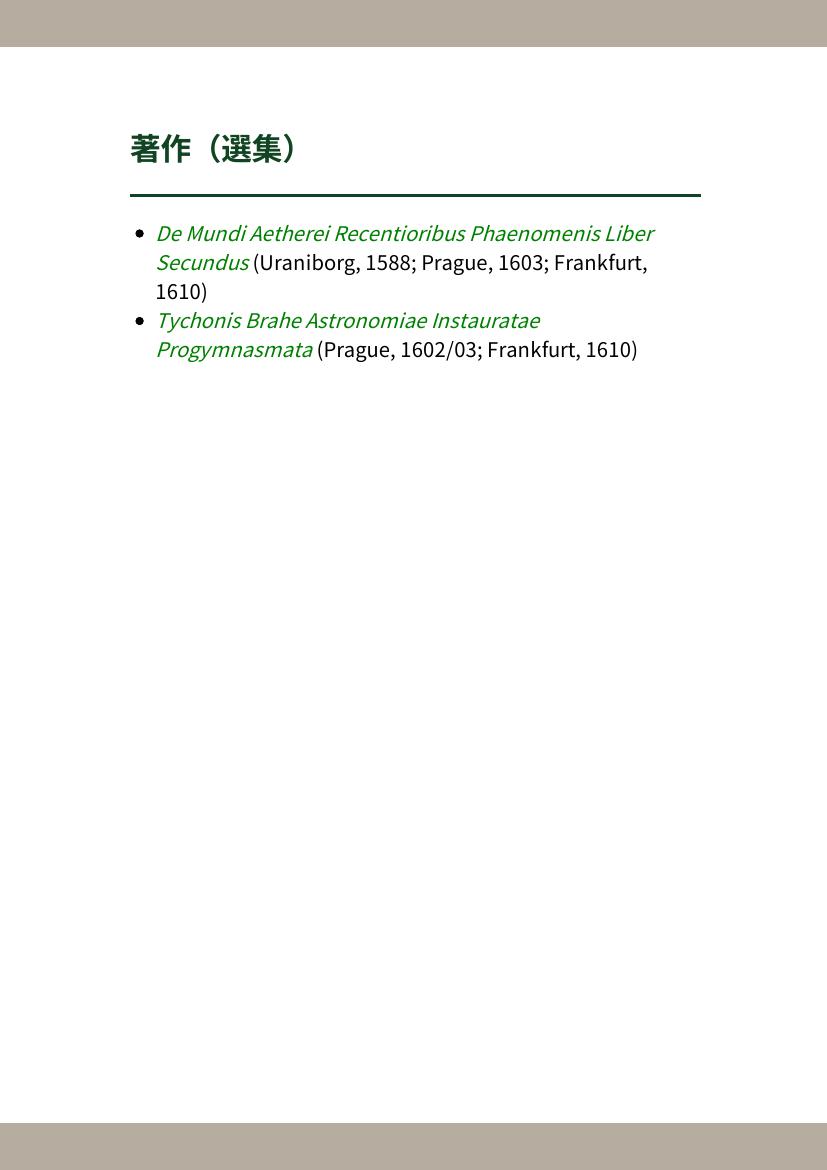 著作（選集）
De Mundi Aetherei Recentioribus Phaenomenis Liber
Secundus (Uraniborg, 1588; Prague, 1603; Frankfurt,
1610)
Tychonis Brahe Astronomiae Instauratae
Progymnasmata (Prague, 1602/03; Frankfurt, 1610)